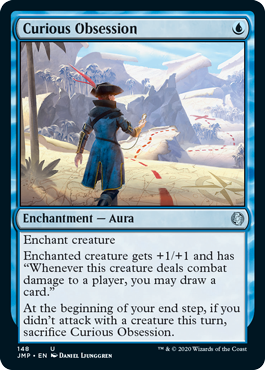 Curious Obsession
Enchantment — Aura
Enchant creature
Enchanted creature gets +1/+1 and has
“Whenever this creature deals combat
damage to a player, you may draw a
card.”
At the beginning of your end step, if you
didn’t attack with a creature this turn,
sacrifice Curious Obsession.
148 U
JMP • EN Daniel Ljunggren
™ & © 2020 Wizards of the Coast